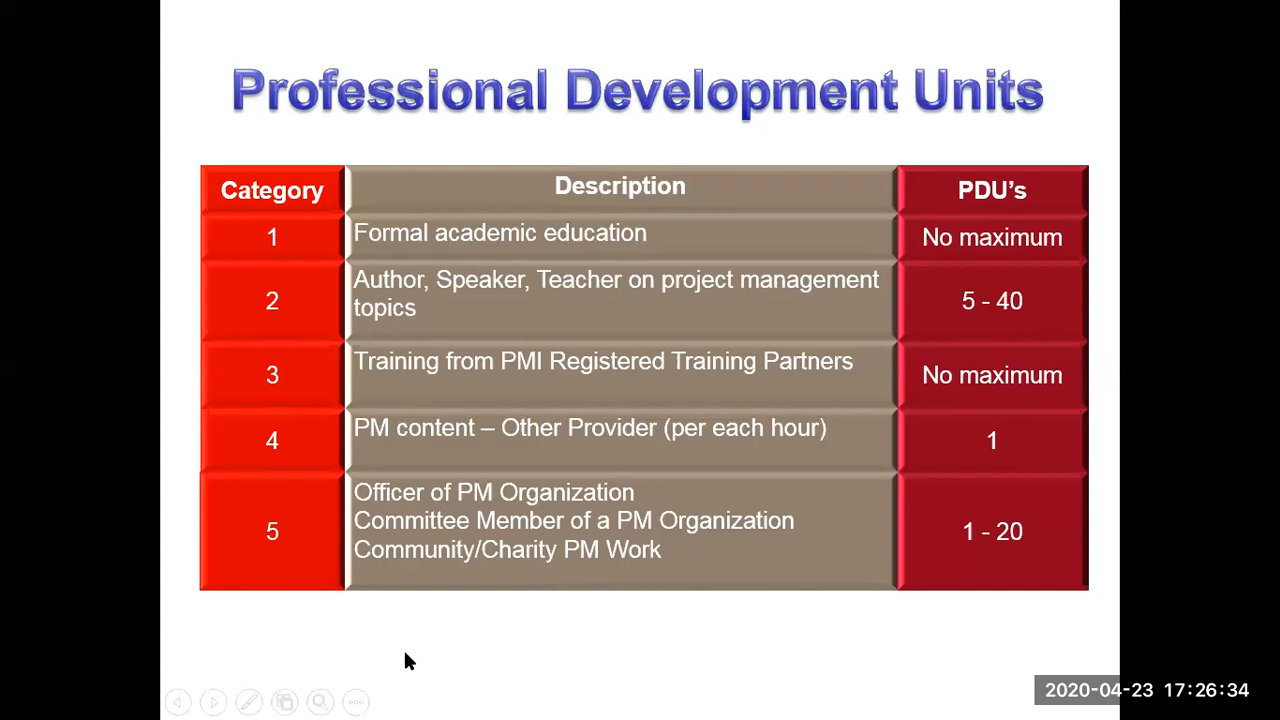 Professional Development Units
Category Description PDU's
1 Formal academic education No maximum
2 Author, Speaker, Teacher on project management
topics 5 - 40
3 Training from PMI Registered Training Partners No maximum
4 PM content – Other Provider (per each hour) 1
5 Officer of PM Organization
Committee Member of a PM Organization
Community/Charity PM Work 1 - 20
2020-04-23 17:26:34